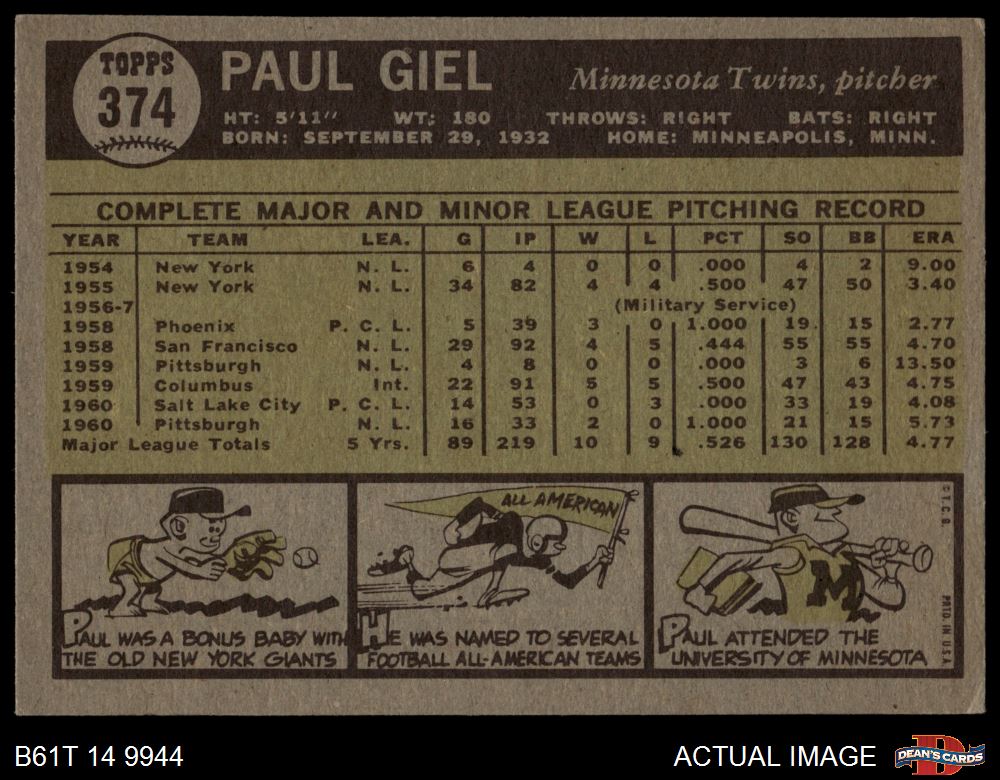 TOPPS
374
PAUL GIEL
Minnesota Twins, pitcher
HT: 5'11" WT: 180 THROWS: RIGHT BATS: RIGHT
BORN: SEPTEMBER 29, 1932 HOME: MINNEAPOLIS, MINN.
COMPLETE MAJOR AND MINOR LEAGUE PITCHING RECORD
YEAR TEAM LEA. G IP W L PCT SO BB ERA
1954 New York N. L. 6 4 0 0 .000 4 2 9.00
1955 New York N. L. 34 82 4 4 .500 47 50 3.40
1956-7 (Military Service)
1958 Phoenix P. C. L. 5 39 3 0 1.000 19 15 2.77
1958 San Francisco N. L. 29 92 4 5 .444 55 55 4.70
1959 Pittsburgh N. L. 4 8 0 0 .000 3 6 13.50
1959 Columbus Int. 22 91 5 5 .500 47 43 4.75
1960 Salt Lake City P. C. L. 14 53 0 3 .000 33 19 4.08
1960 Pittsburgh N. L. 16 33 2 0 1.000 21 15 5.73
Major League Totals 5 Yrs. 89 219 10 9 .526 130 128 4.77
PAUL WAS A BONUS BABY WITH
THE OLD NEW YORK GIANTS
ALL AMERICAN
HE WAS NAMED TO SEVERAL
FOOTBALL ALL-AMERICAN TEAMS
M
PAUL ATTENDED THE
UNIVERSITY OF MINNESOTA
© T. C. G.
PRTD. IN U.S.A.
B61T 14 9944
ACTUAL IMAGE
D
DEAN'S CARDS